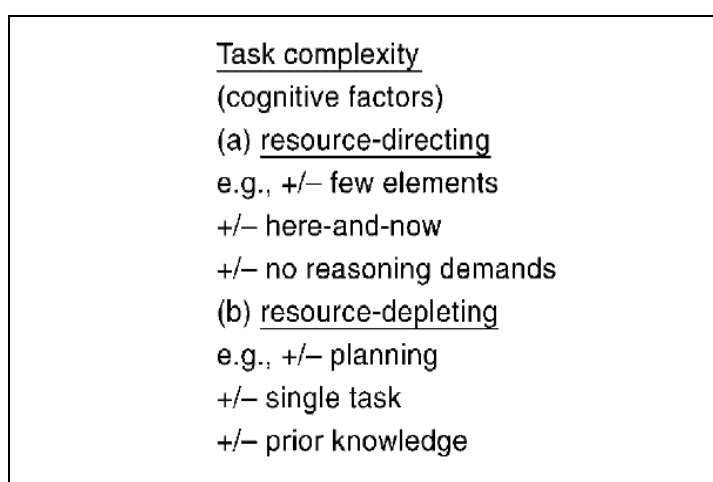 Task complexity
(cognitive factors)
(a) resource-directing
e.g., +/– few elements
+/– here-and-now
+/– no reasoning demands
(b) resource-depleting
e.g., +/– planning
+/– single task
+/– prior knowledge